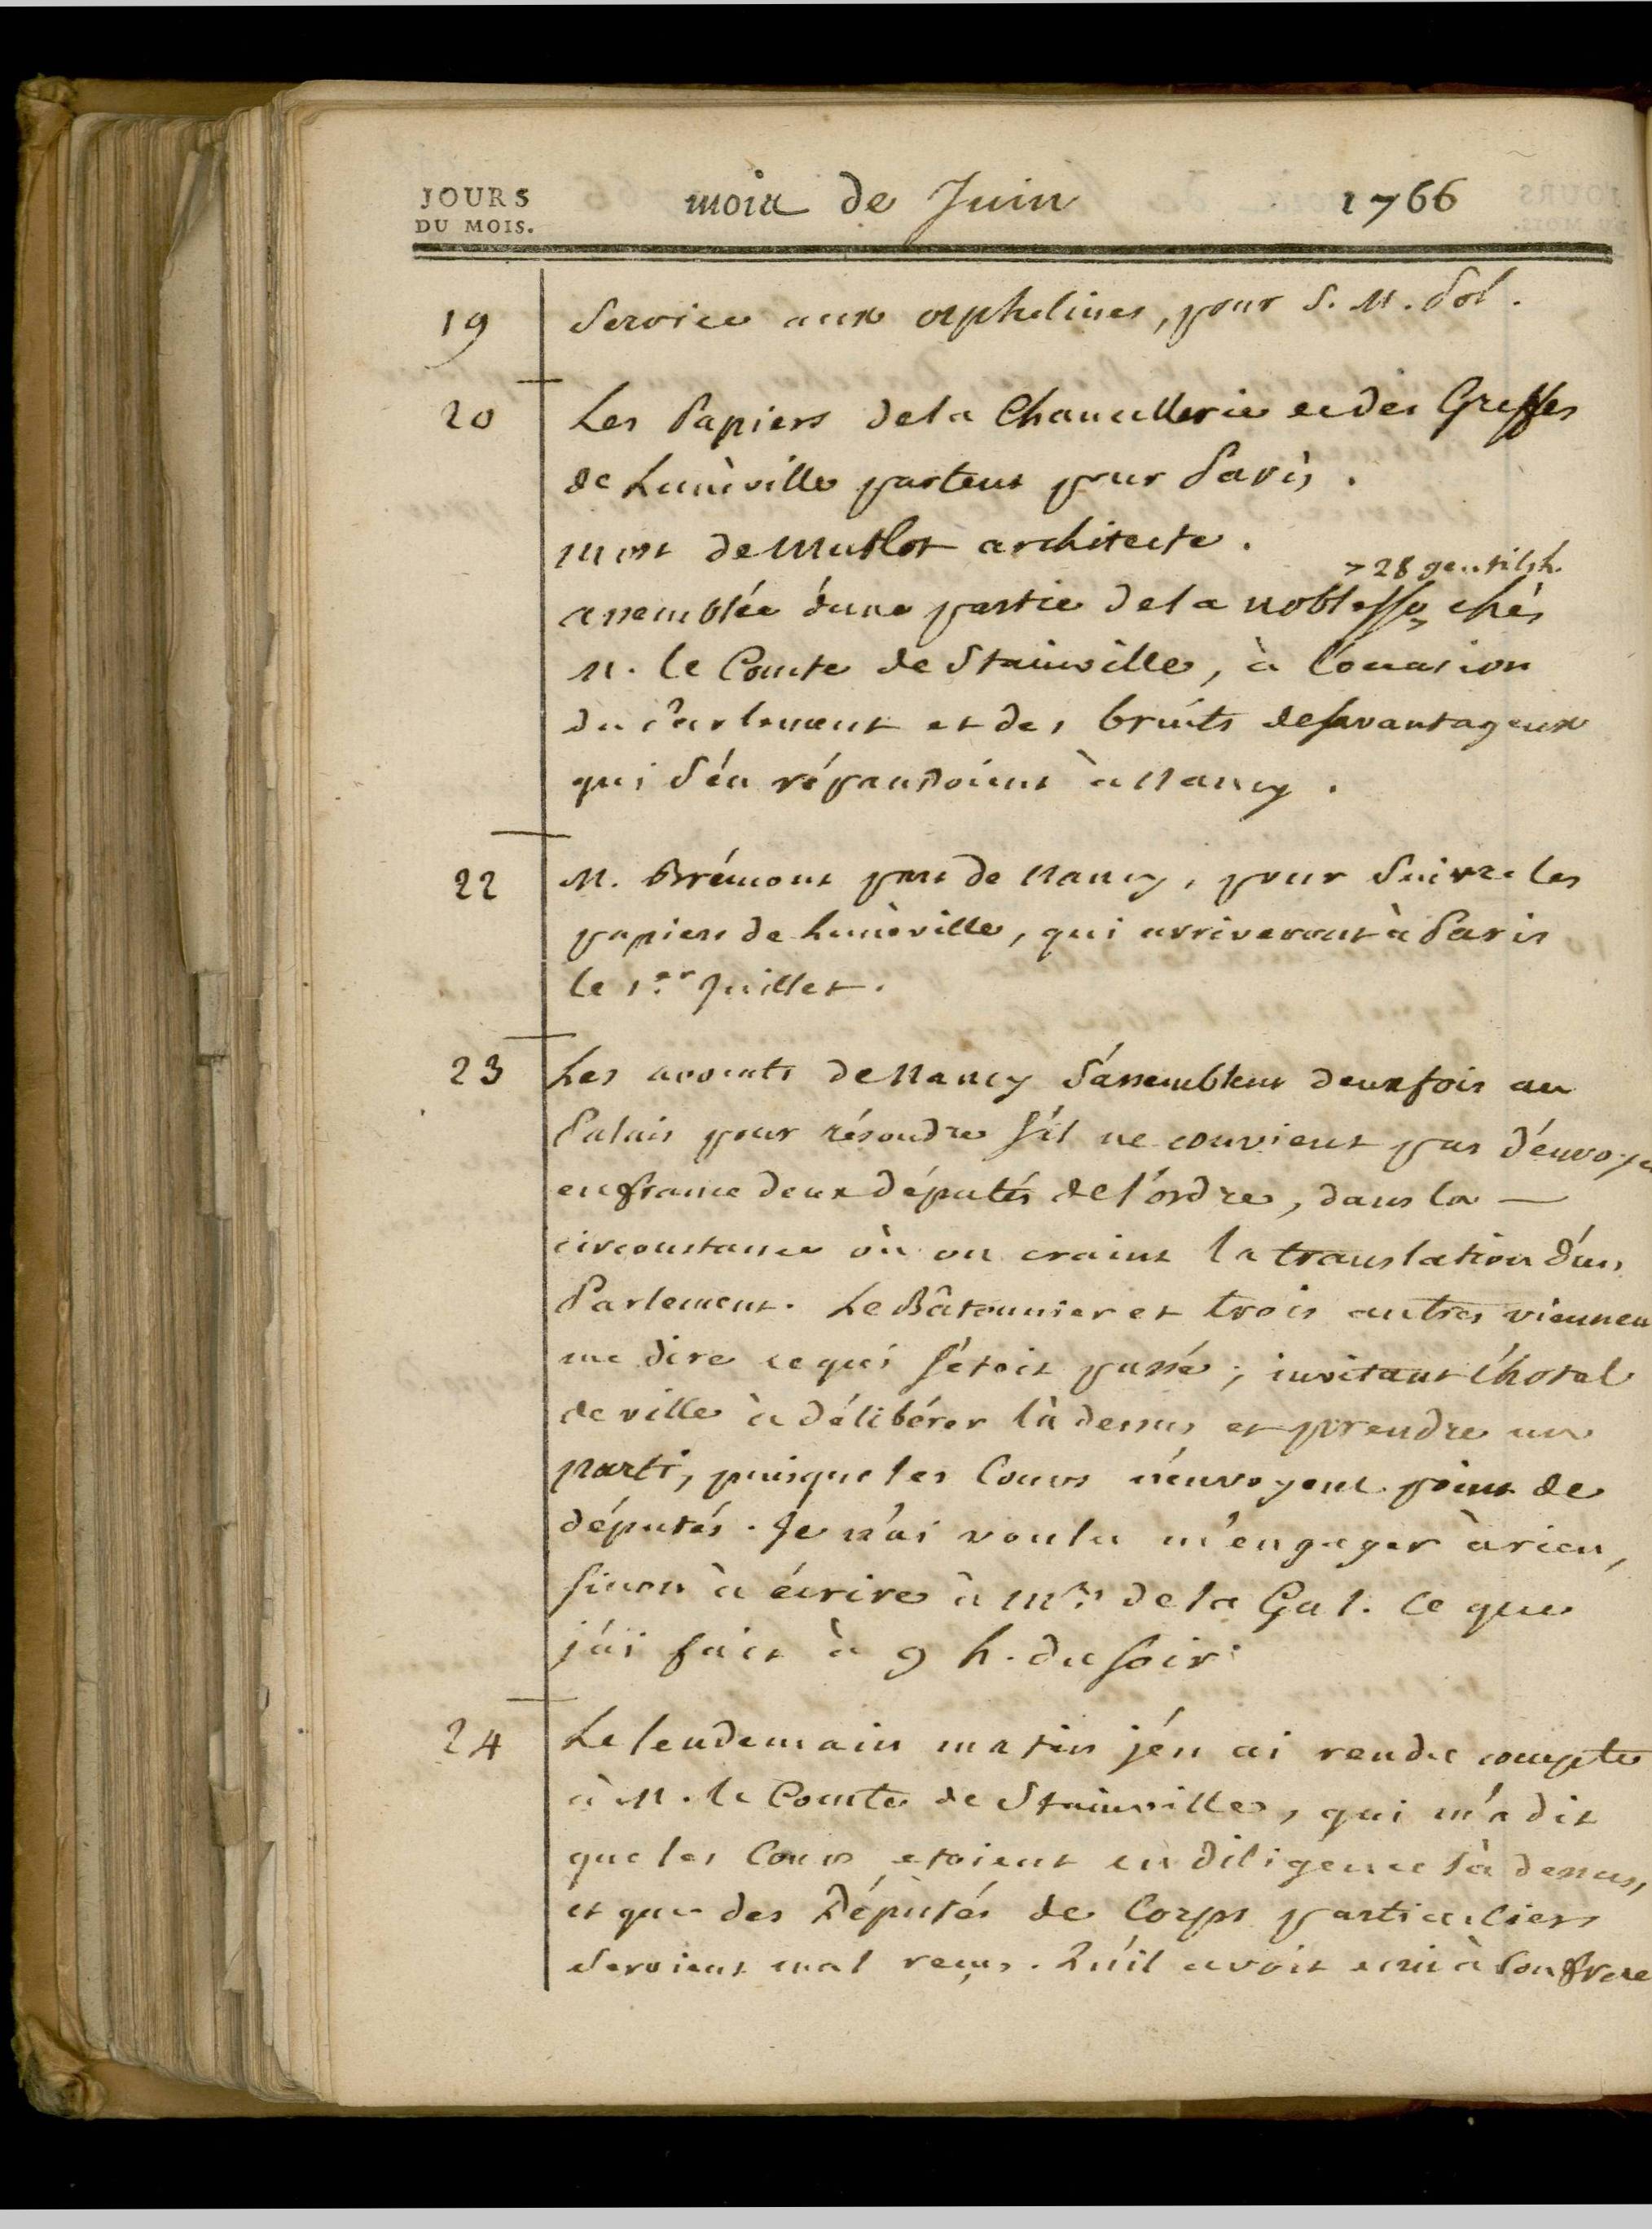 JOURS
DU MOIS.
mois de Juin 1766
19 Service aux orphelines, pour S. M. Pol.
20 Les Papiers de la Chancellerie et des Greffes
de Lunèville partent pour Paris.
mort de Mutlot architecte.
> 28 gentilsh.
assemblée d'une partie de la noblesse, chès
M. le Comte de Stainville, à l'occasion
du Parlement et des bruits desavantageux
qui s'en répandoient à Nancy.
22 M. Brémont part de Nancy, pour suivre les
papiers de Lunèville, qui arriveront à Paris
le 1.er Juillet.
23 Les avocats de Nancy s'assemblent deux fois au
Palais pour résoudre s'il ne convient pas d'envoye
en france deux députés de l'ordre, dans la —
circonstance où on craint la translation d'un
Parlement. Le Bâtonnier et trois autres viennen
me dire ce qui s'étoit passé; invitant l'hotel
de ville à délibérer là dessus et prendre un
parti, puisque les Cours n'envoyent point de
députés. Je n'ai voulu m'engager à rien,
sinon à écrire à Mr. de la Gal. ce que
j'ai fait à 9 h. du soir.
24 Le lendemain matin j'en ai rendu compte
à M. le Comte de Stainville, qui m'a dit
que les Cours etoient en diligence là dessus,
et que des Députés de Corps particuliers
seroient mal reçus. Qu'il avoit ecrit à son frere